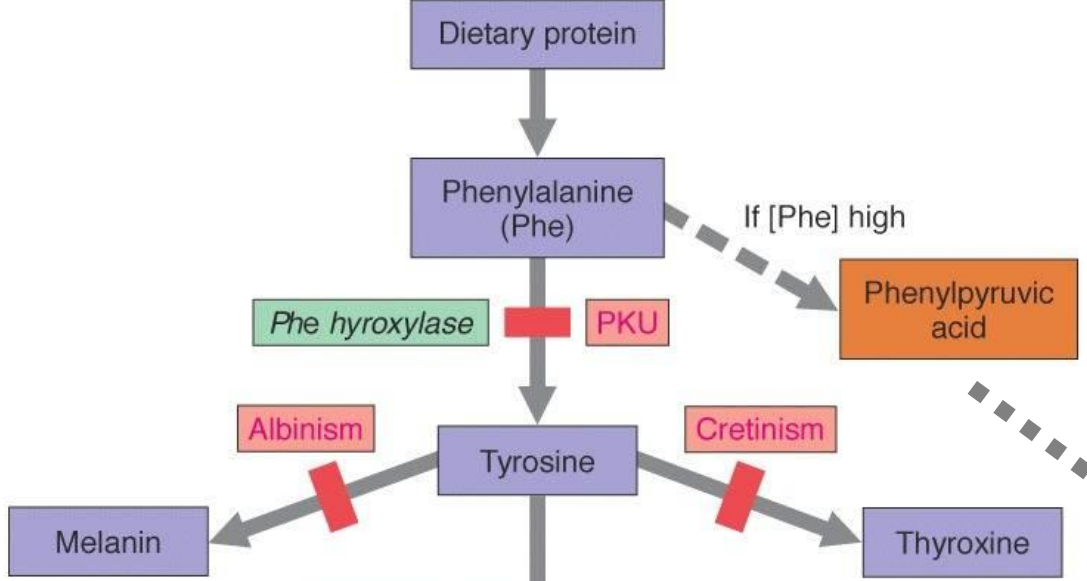 Dietary protein
Phenylalanine
(Phe)
If [Phe] high
Phenylpyruvic
acid
Phe hyroxylase
PKU
Albinism
Cretinism
Tyrosine
Melanin
Thyroxine